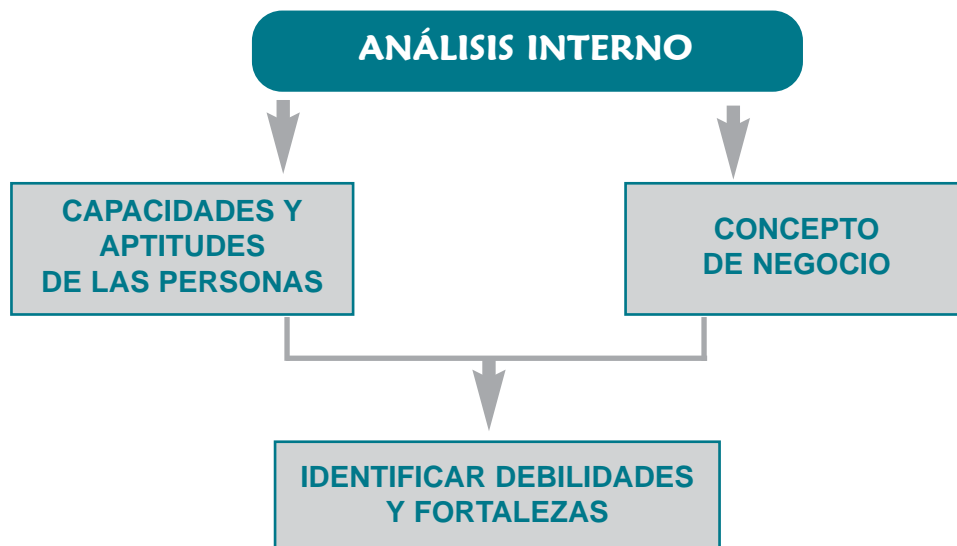 ANÁLISIS INTERNO
CAPACIDADES Y
APTITUDES
DE LAS PERSONAS
CONCEPTO
DE NEGOCIO
IDENTIFICAR DEBILIDADES
Y FORTALEZAS